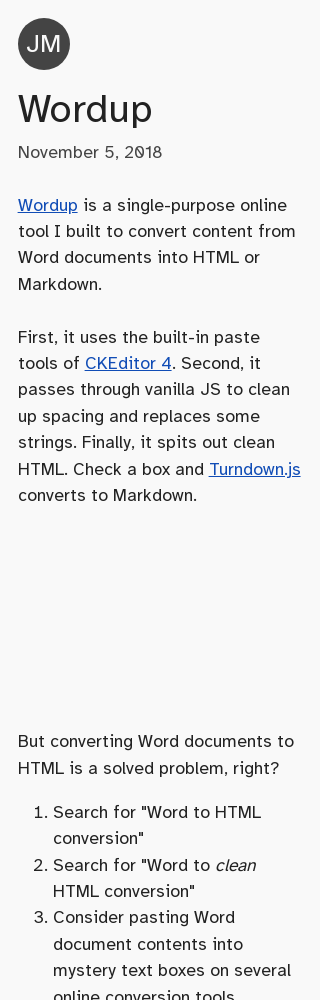 JM
Wordup
November 5, 2018
Wordup is a single-purpose online
tool I built to convert content from
Word documents into HTML or
Markdown.
First, it uses the built-in paste
tools of CKEditor 4. Second, it
passes through vanilla JS to clean
up spacing and replaces some
strings. Finally, it spits out clean
HTML. Check a box and Turndown.js
converts to Markdown.
But converting Word documents to
HTML is a solved problem, right?
1. Search for "Word to HTML
conversion"
2. Search for "Word to clean
HTML conversion"
3. Consider pasting Word
document contents into
mystery text boxes on several
online conversion tools